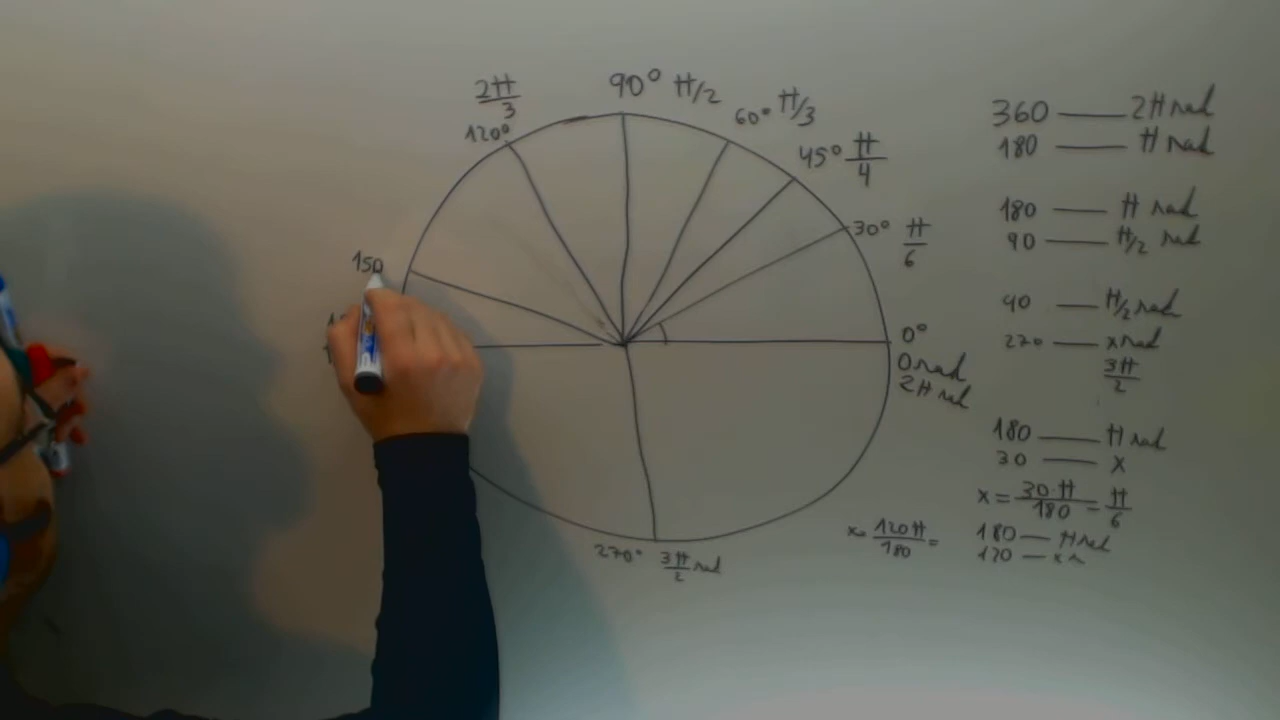 2π/3
120°
90° π/2
60° π/3
45° π/4
30° π/6
150
0°
0 rad
2π rad
270° 3π/2 rad
360 —— 2π rad
180 —— π rad
180 —— π rad
90 —— π/2 rad
90 —— π/2 rad
270 —— x rad
3π/2
180 —— π rad
30 —— x
x = 30·π/180 = π/6
180 — π rad
120 — x
x = 120π/180 =